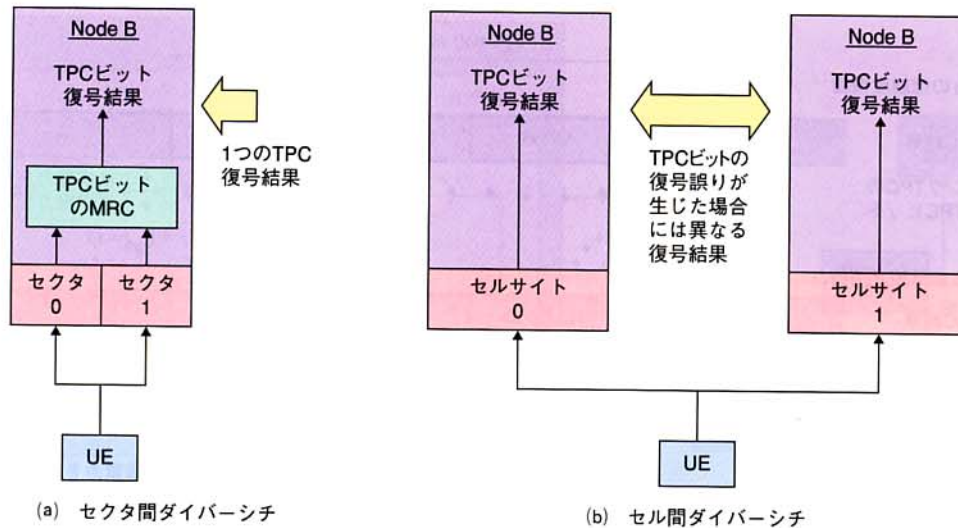 Node B
TPCビット
復号結果
1つのTPC
復号結果
TPCビット
のMRC
セクタ
0
セクタ
1
UE
(a) セクタ間ダイバーシチ
Node B
TPCビット
復号結果
セルサイト
0
TPCビットの
復号誤りが
生じた場合
には異なる
復号結果
Node B
TPCビット
復号結果
セルサイト
1
UE
(b) セル間ダイバーシチ